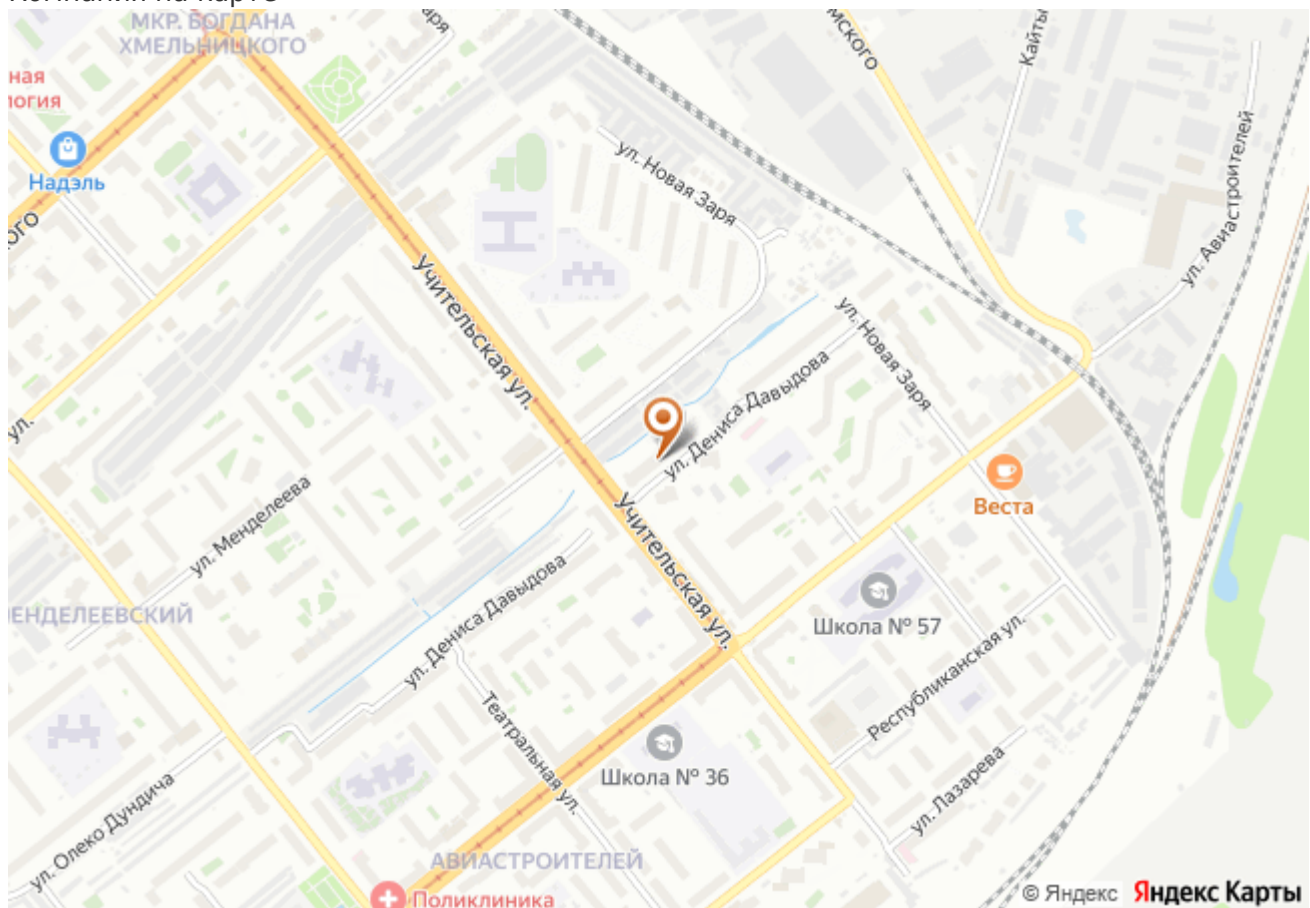 МКР. БОГДАНА
ХМЕЛЬНИЦКОГО
Надэль
ул. Новая Заря
Кайты
ул. Авиастроителей
Учительская ул.
ул. Новая Заря
ул. Дениса Давыдова
Веста
ул. Менделеева
Учительская ул.
ул. Дениса Давыдова
Школа № 57
Республиканская ул.
Театральная ул.
Школа № 36
ул. Лазарева
ул. Олеко Дундича
АВИАСТРОИТЕЛЕЙ
Поликлиника
© Яндекс Яндекс Карты